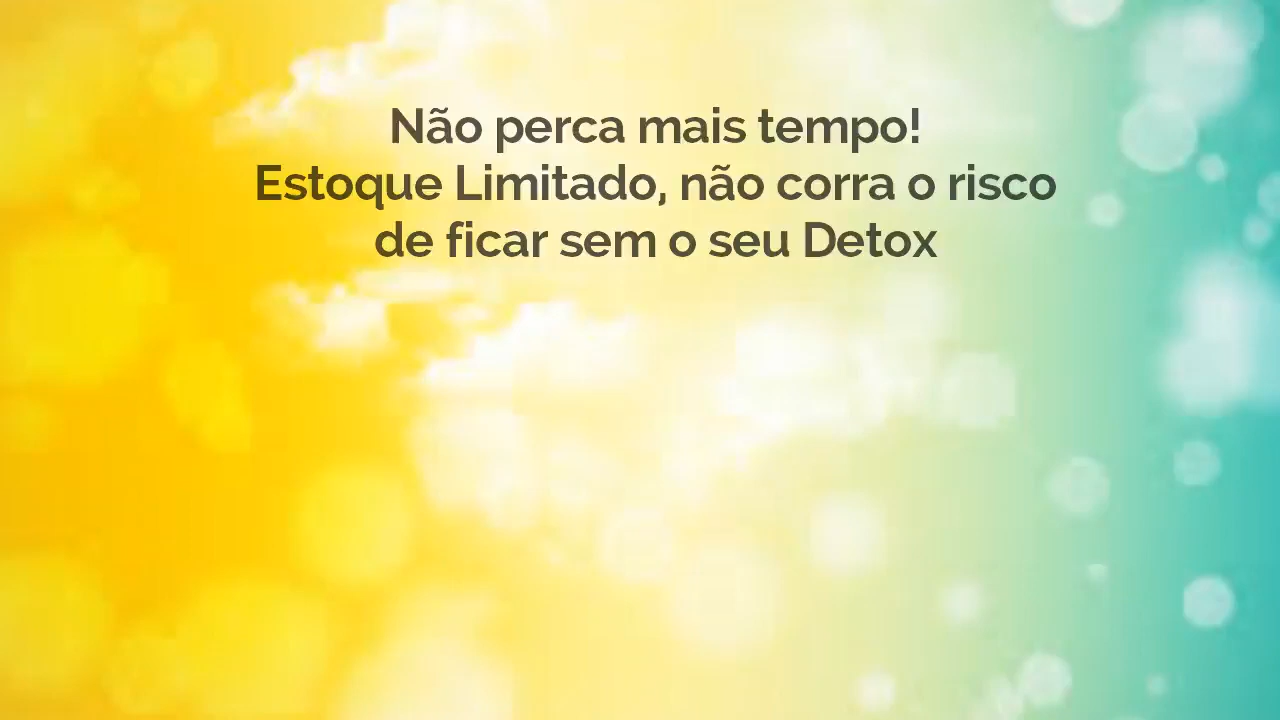 Não perca mais tempo!
Estoque Limitado, não corra o risco
de ficar sem o seu Detox